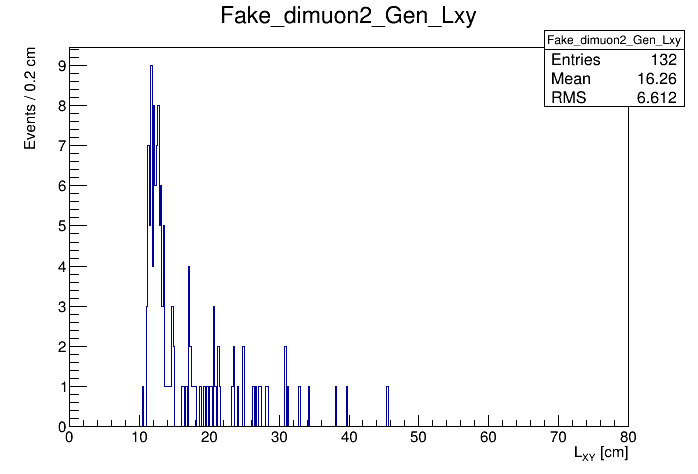 Fake_dimuon2_Gen_Lxy
Fake_dimuon2_Gen_Lxy
Entries 132
Mean 16.26
RMS 6.612
Events / 0.2 cm
9
8
7
6
5
4
3
2
1
0
0 10 20 30 40 50 60 70 80
L_XY [cm]